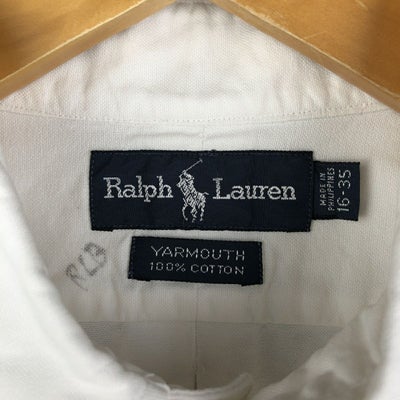 Ralph Lauren
MADE IN
PHILIPPINES
16-35
YARMOUTH
100% COTTON
RLB